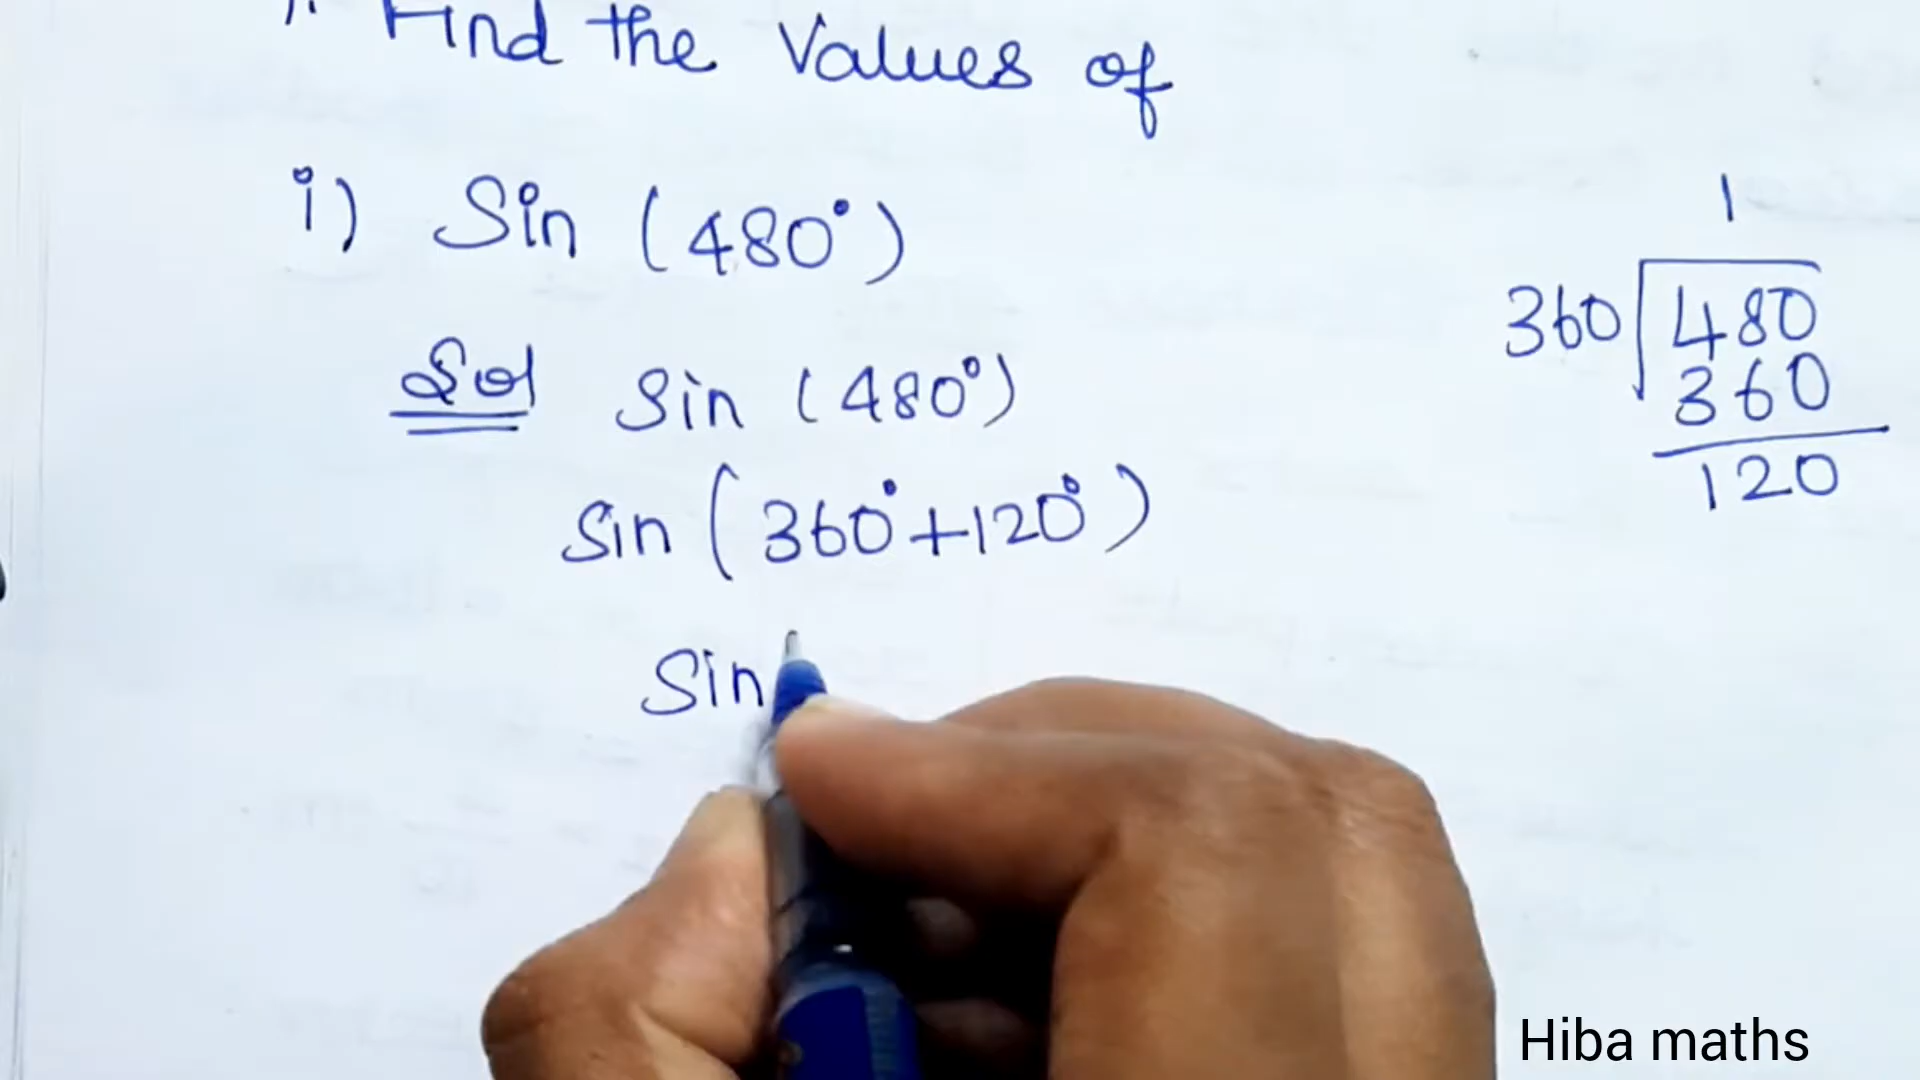 Find the Values of
i) Sin (480°)
Sol Sin (480°)
Sin (360°+120°)
Sin
1
360 480
360
120
Hiba maths